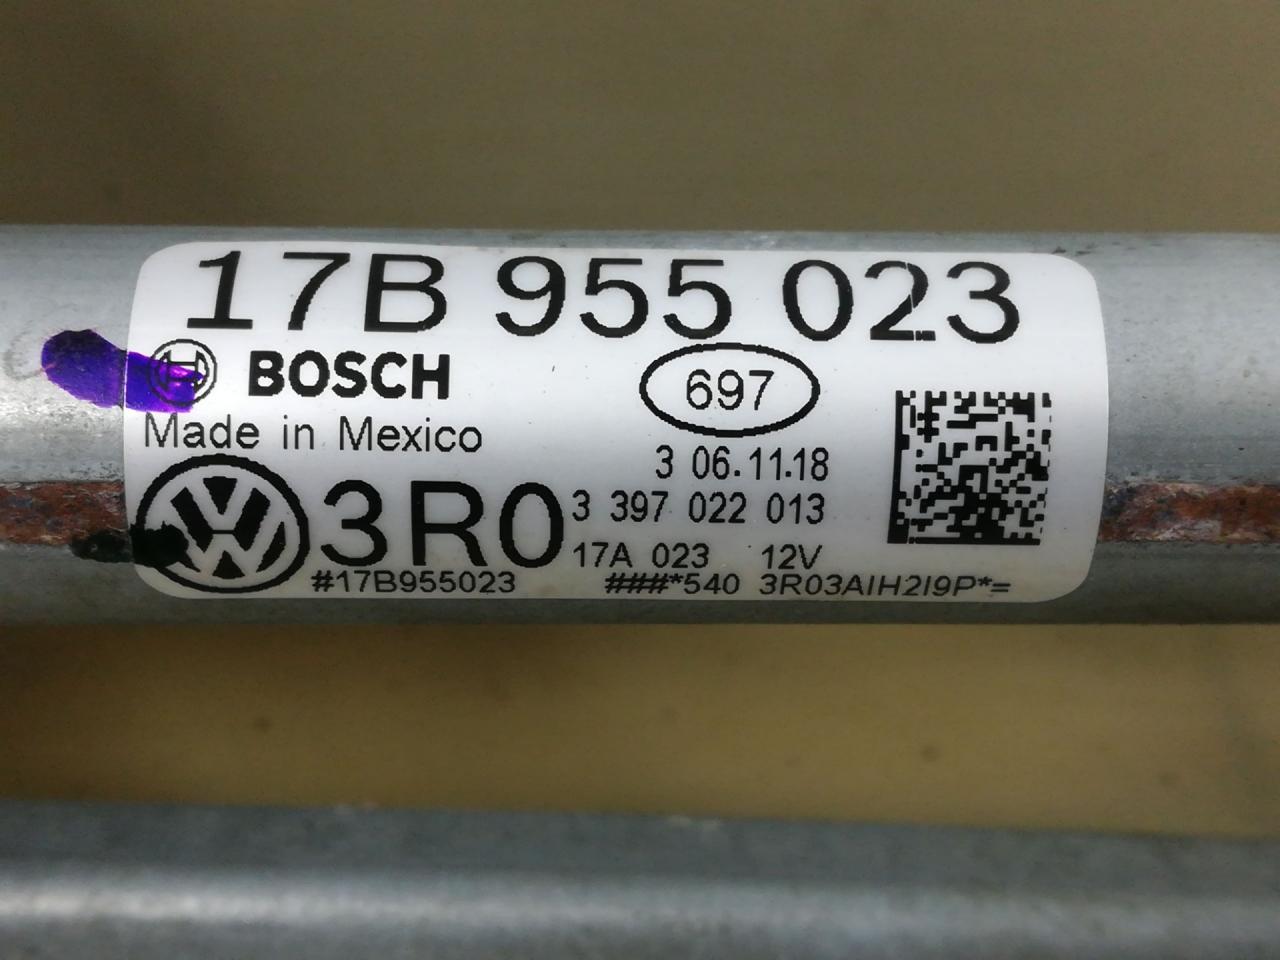 17B 955 023
BOSCH
697
Made in Mexico
3 06.11.18
3R0
3 397 022 013
17A 023 12V
#17B955023 ###*540 3R03AIH2I9P*=